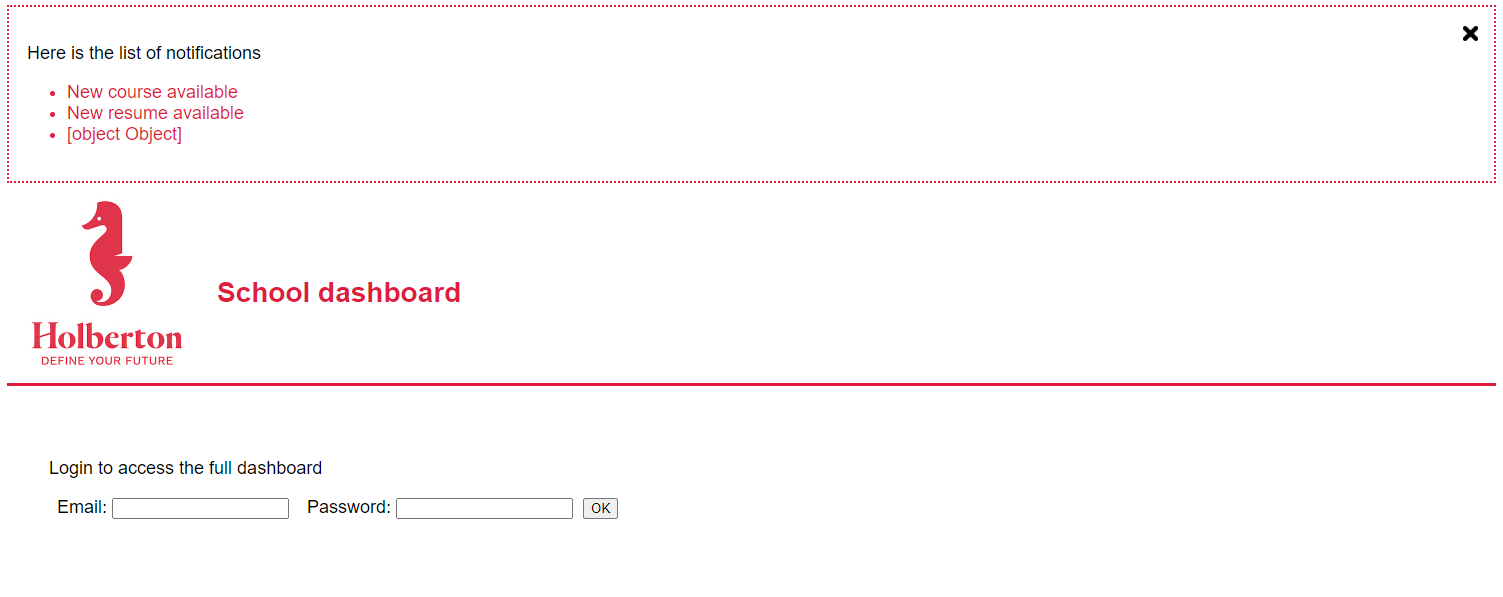 Here is the list of notifications
New course available
New resume available
[object Object]
School dashboard
Holberton
DEFINE YOUR FUTURE
Login to access the full dashboard
Email: Password: OK